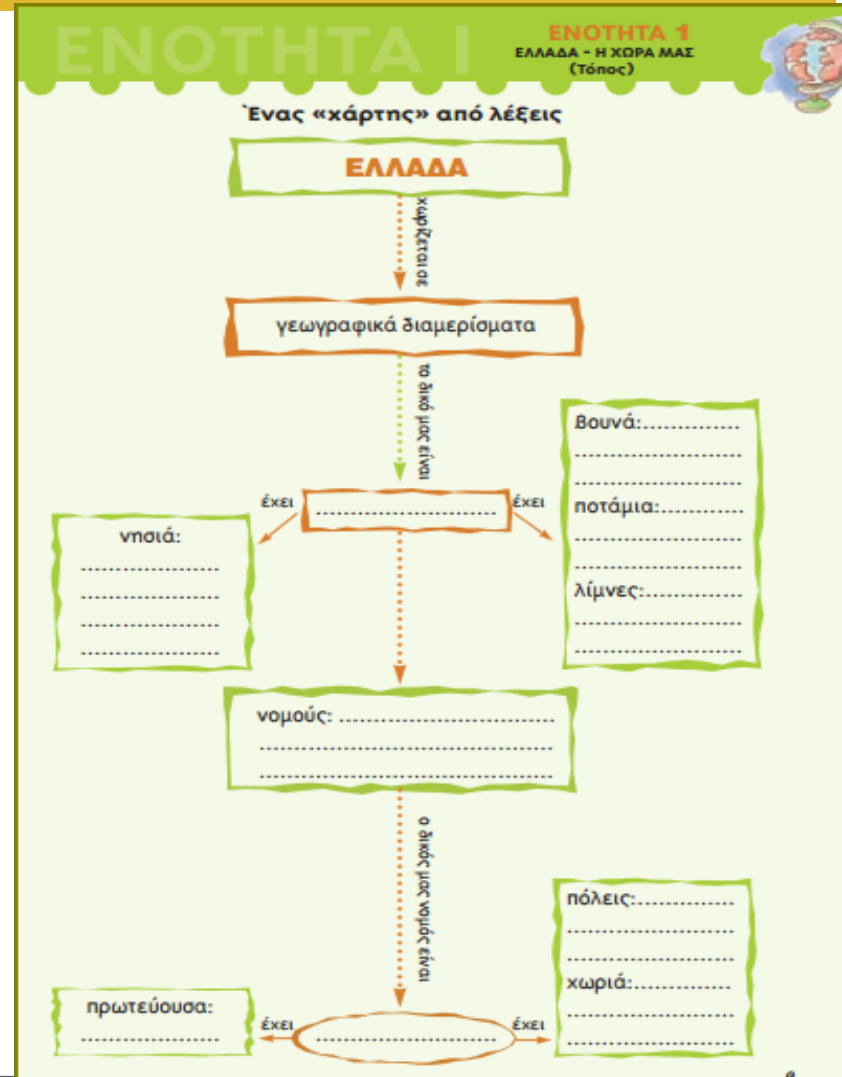 ΕΝΟΤΗΤΑ Ι
ΕΝΟΤΗΤΑ 1
ΕΛΛΑΔΑ - Η ΧΩΡΑ ΜΑΣ
(Τόπος)
Ένας «χάρτης» από λέξεις
ΕΛΛΑΔΑ
χωρίζεται σε
γεωγραφικά διαμερίσματα
το δικό μας είναι
έχει
..........................
έχει
νησιά:
....................
....................
....................
....................
βουνά:..............
........................
........................
ποτάμια:............
........................
........................
λίμνες:..............
........................
........................
νομούς: ...............................
..........................................
..........................................
ο δικός μας νομός είναι
πρωτεύουσα:
....................
έχει
..........................
έχει
πόλεις:..............
........................
........................
χωριά:..............
........................
........................